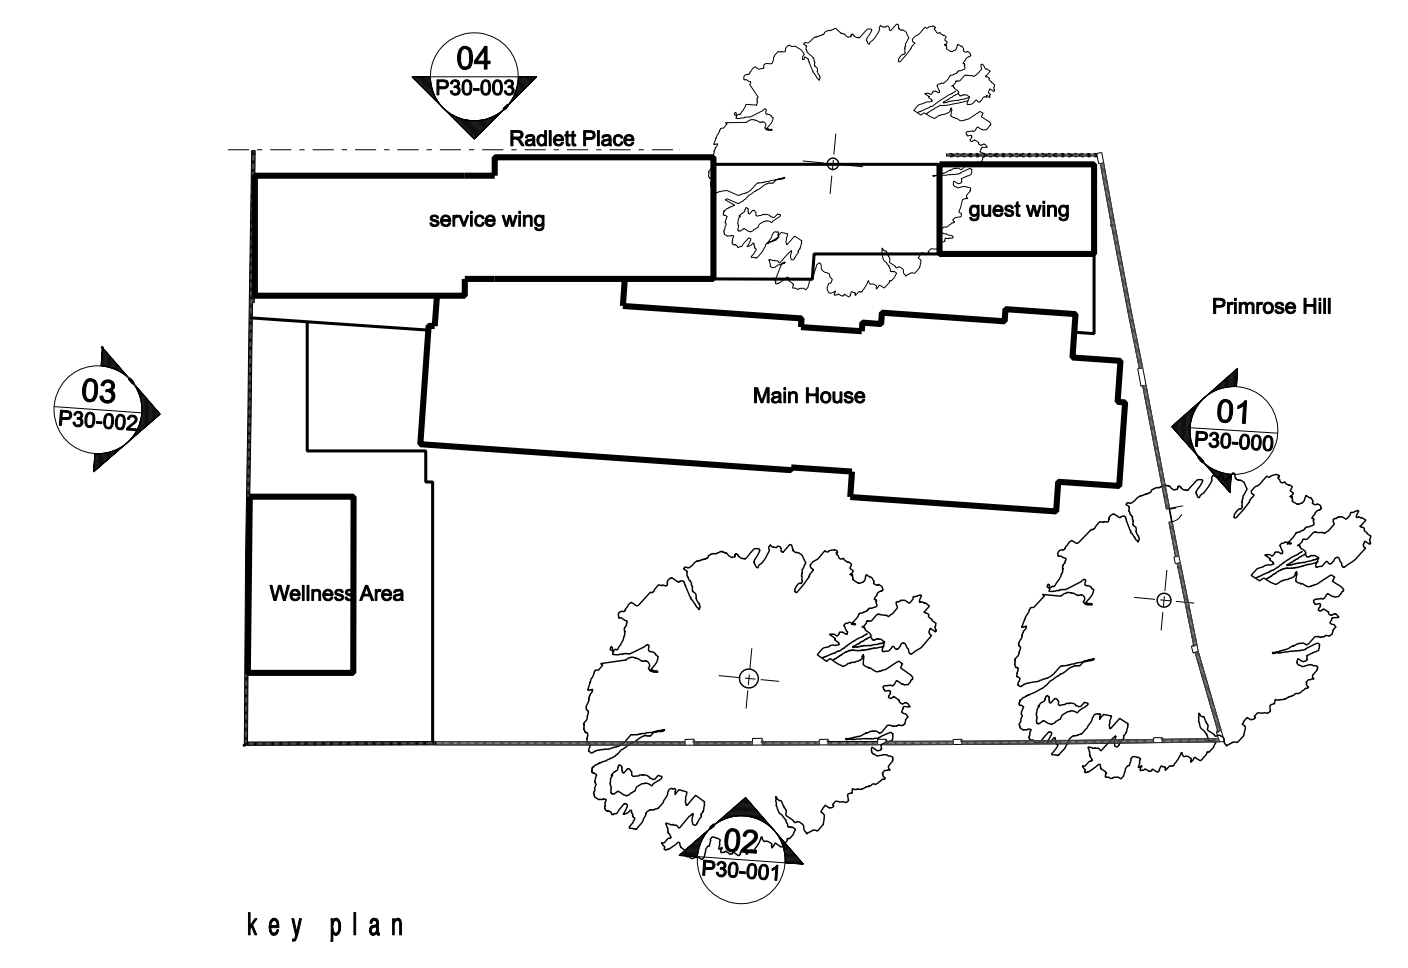 04
P30-003
Radlett Place
service wing
guest wing
Primrose Hill
03
P30-002
Main House
01
P30-000
Wellness Area
02
P30-001
key plan